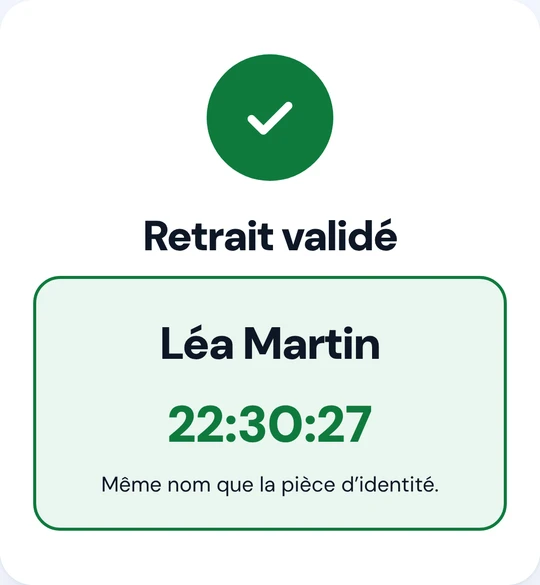 Retrait validé
Léa Martin
22:30:27
Même nom que la pièce d’identité.